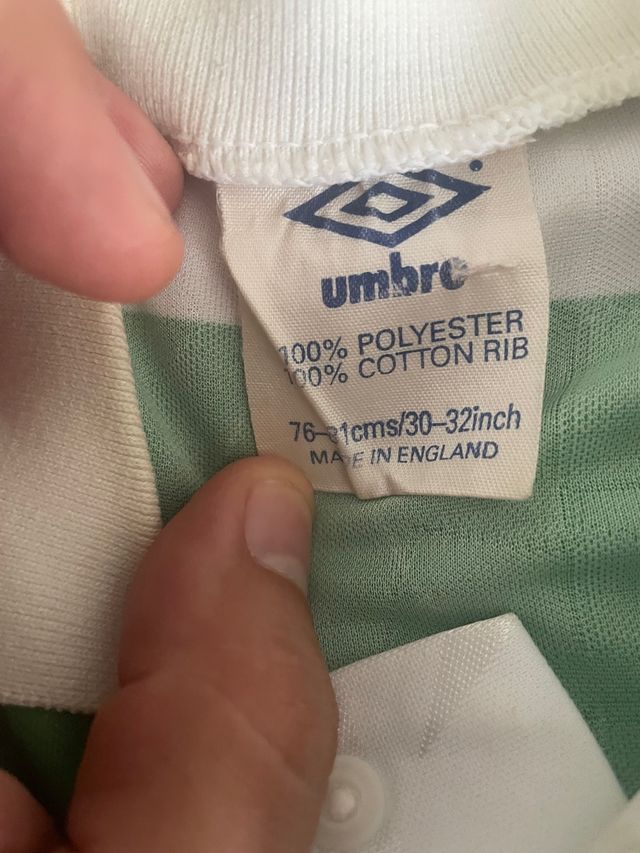 umbro
100% POLYESTER
100% COTTON RIB
76–81cms/30–32inch
MADE IN ENGLAND